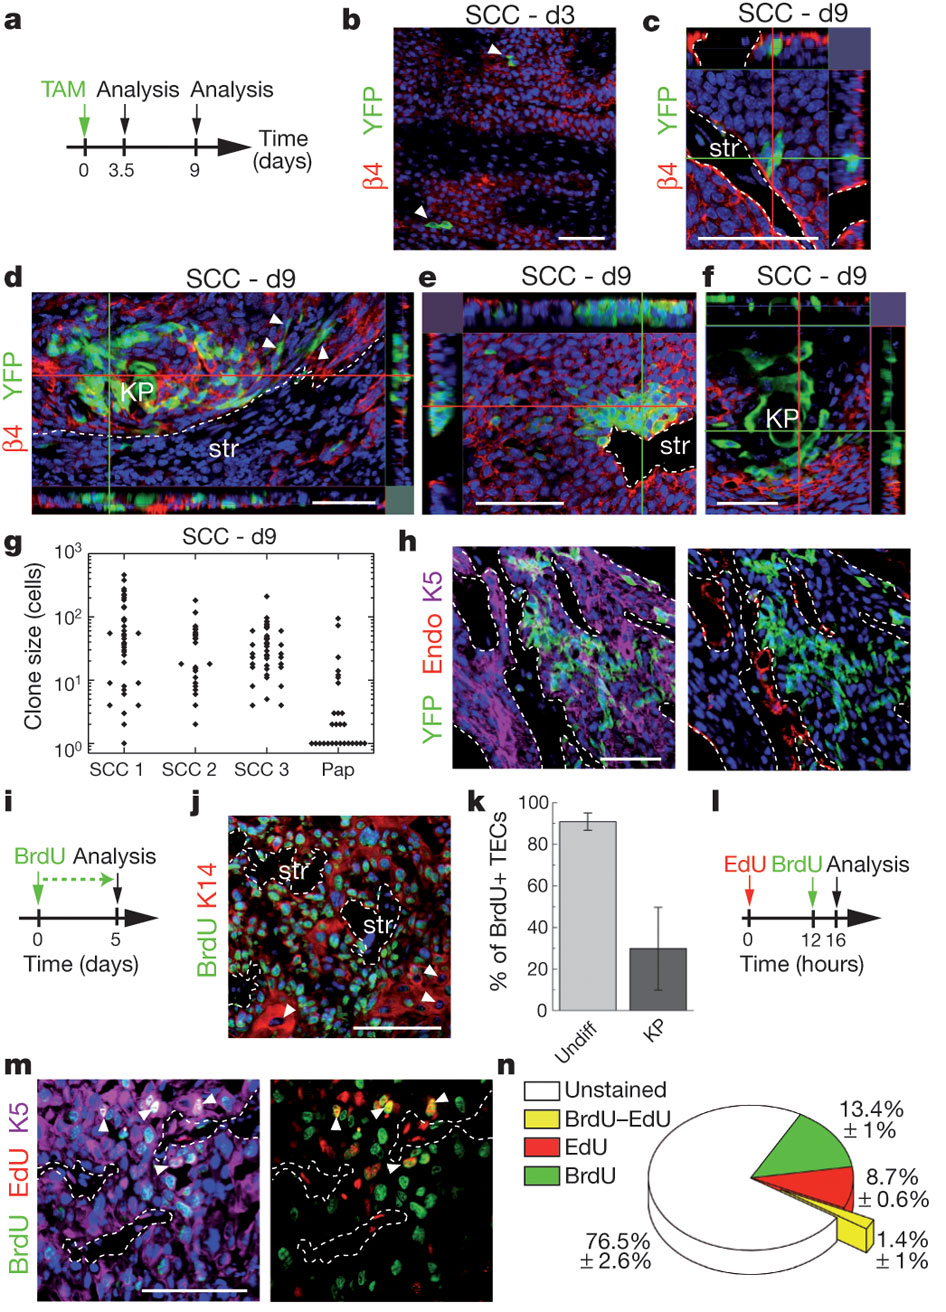 a
TAM Analysis Analysis
Time
(days)
0 3.5 9
b
SCC - d3
β4 YFP
c
SCC - d9
β4 YFP
str
d
SCC - d9
β4 YFP
KP
str
e
SCC - d9
str
f
SCC - d9
KP
g
SCC - d9
Clone size (cells)
10³
10²
10¹
10⁰
SCC 1 SCC 2 SCC 3 Pap
h
YFP Endo K5
i
BrdU Analysis
0 5
Time (days)
j
BrdU K14
str
str
k
% of BrdU+ TECs
100
80
60
40
20
0
Undiff KP
l
EdU BrdU Analysis
0 12 16
Time (hours)
m
BrdU EdU K5
n
Unstained
BrdU–EdU
EdU
BrdU
13.4%
± 1%
8.7%
± 0.6%
1.4%
± 1%
76.5%
± 2.6%